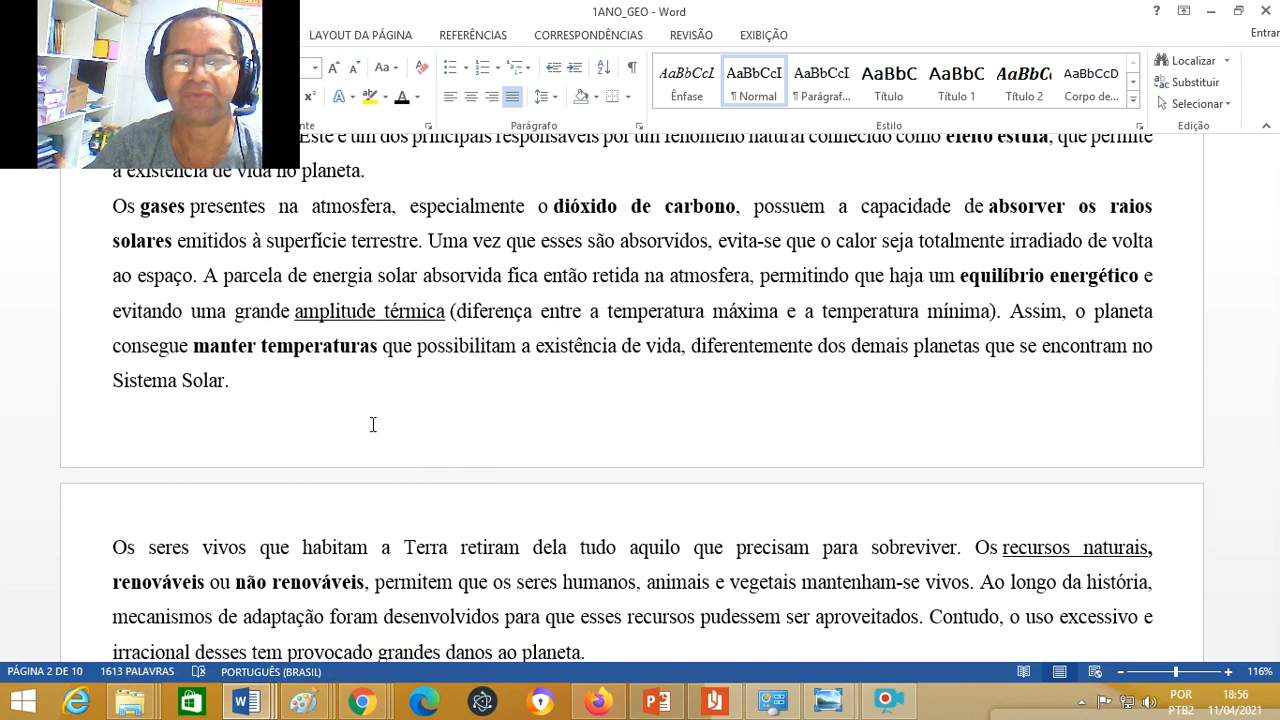 1ANO_GEO - Word
?
Entrar
LAYOUT DA PÁGINA REFERÊNCIAS CORRESPONDÊNCIAS REVISÃO EXIBIÇÃO
Aa
AaBbCcI AaBbCcI AaBbCcI AaBbC AaBbCc AaBbCc AaBbCcD
Ênfase ¶ Normal ¶ Parágraf... Título Título 1 Título 2 Corpo de...
Localizar
Substituir
Selecionar
Parágrafo Estilo Edição
Este é um dos principais responsáveis por um fenômeno natural conhecido como efeito estufa, que permite
a existência de vida no planeta.
Os gases presentes na atmosfera, especialmente o dióxido de carbono, possuem a capacidade de absorver os raios
solares emitidos à superfície terrestre. Uma vez que esses são absorvidos, evita-se que o calor seja totalmente irradiado de volta
ao espaço. A parcela de energia solar absorvida fica então retida na atmosfera, permitindo que haja um equilíbrio energético e
evitando uma grande amplitude térmica (diferença entre a temperatura máxima e a temperatura mínima). Assim, o planeta
consegue manter temperaturas que possibilitam a existência de vida, diferentemente dos demais planetas que se encontram no
Sistema Solar.
Os seres vivos que habitam a Terra retiram dela tudo aquilo que precisam para sobreviver. Os recursos naturais,
renováveis ou não renováveis, permitem que os seres humanos, animais e vegetais mantenham-se vivos. Ao longo da história,
mecanismos de adaptação foram desenvolvidos para que esses recursos pudessem ser aproveitados. Contudo, o uso excessivo e
irracional desses tem provocado grandes danos ao planeta.
PÁGINA 2 DE 10 1613 PALAVRAS PORTUGUÊS (BRASIL) 116%
POR 18:56
PTB2 11/04/2021